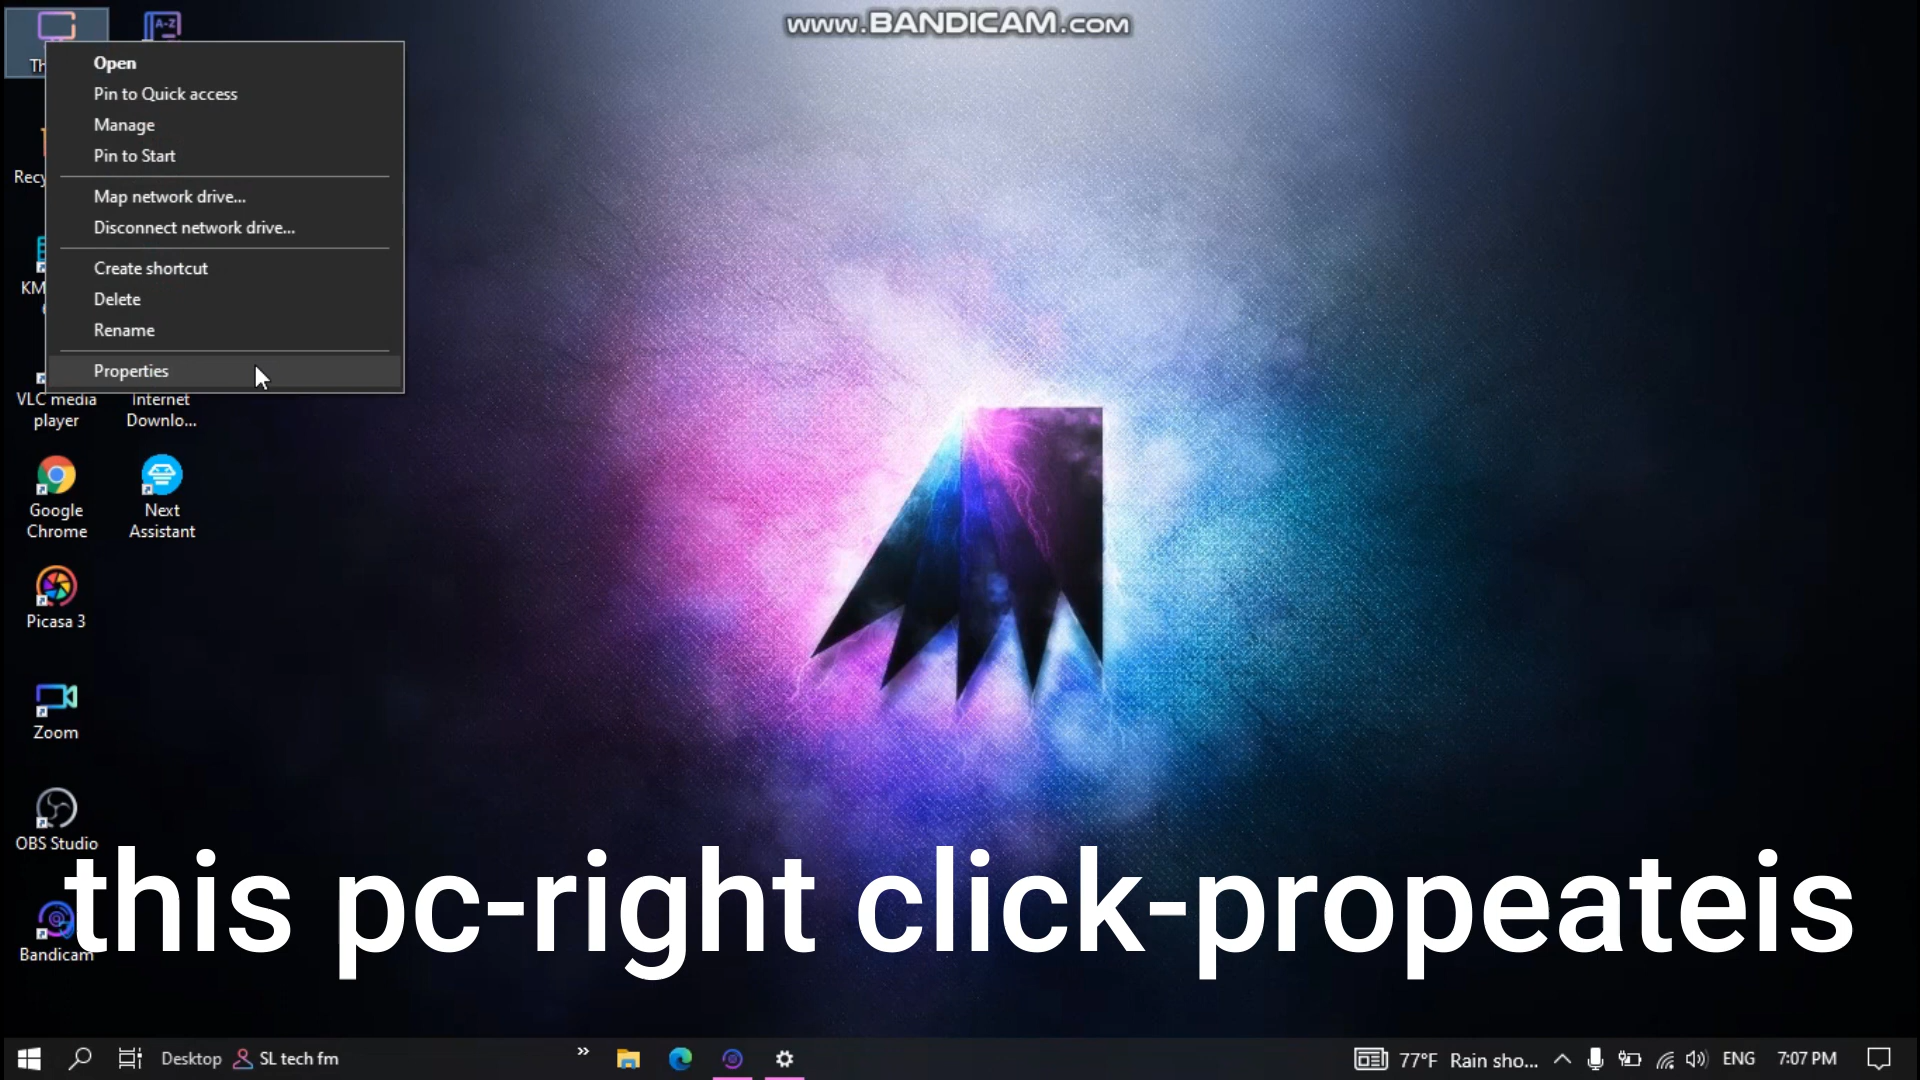 www.BANDICAM.com
A-Z
Open
Pin to Quick access
Manage
Pin to Start
Map network drive...
Disconnect network drive...
Create shortcut
Delete
Rename
Properties
VLC media
player
Internet
Downlo...
Google
Chrome
Next
Assistant
Picasa 3
Zoom
OBS Studio
this pc-right click-propeateis
Bandicam
Desktop
SL tech fm
»
77°F Rain sho...
ENG
7:07 PM